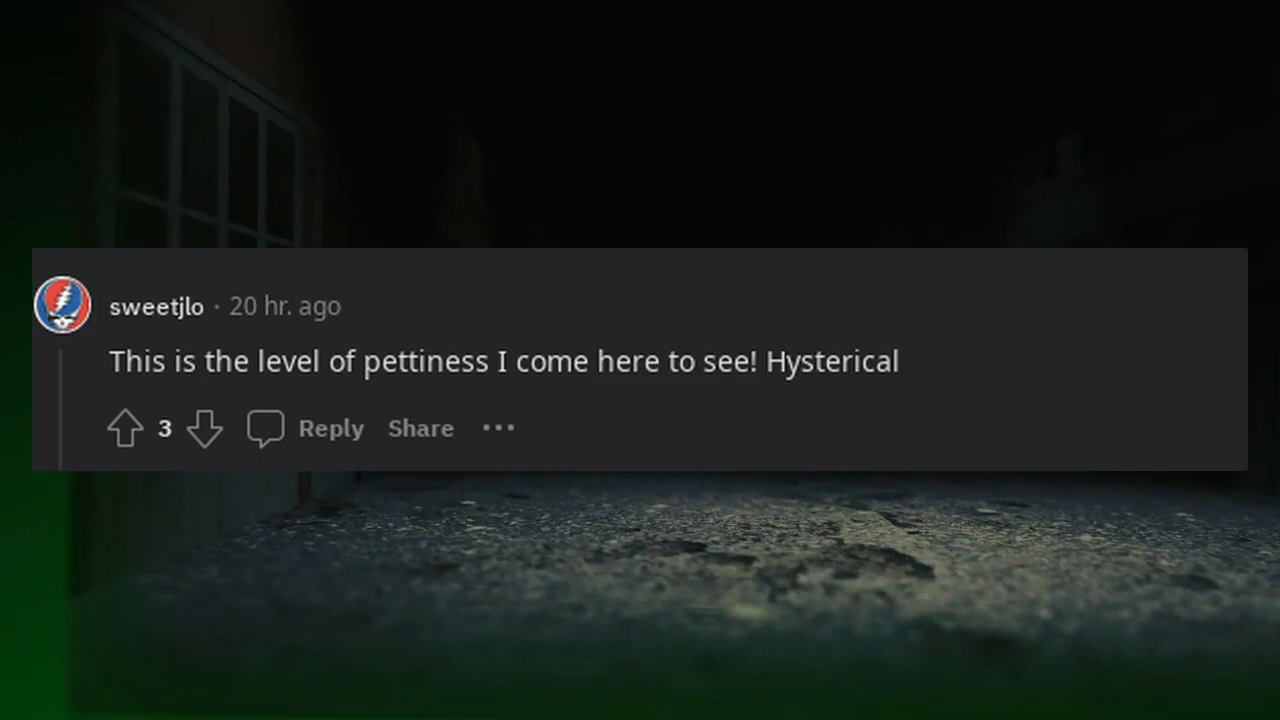 sweetjlo · 20 hr. ago
This is the level of pettiness I come here to see! Hysterical
3 Reply Share ···